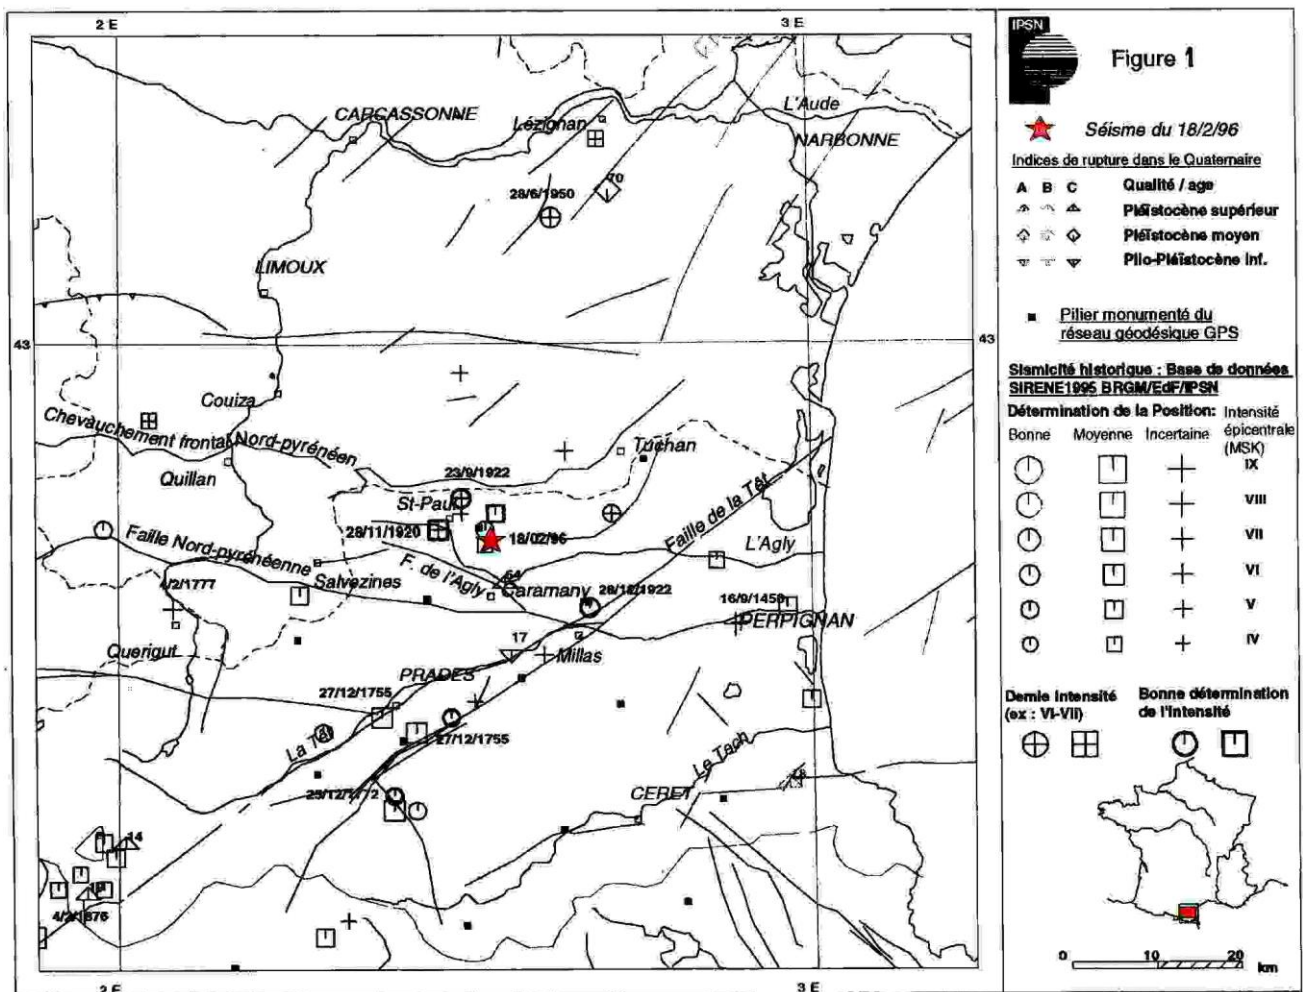 2 E
3 E
CARCASSONNE
Lézignan
L'Aude
NARBONNE
70
28/6/1950
LIMOUX
43
43
Couiza
Chevauchement frontal Nord-pyrénéen
Tuchan
Quillan
23/9/1922
St-Paul
28/11/1920
18/02/96
Faille de la Têt
L'Agly
Faille Nord-pyrénéenne
F. de l'Agly
64
Salvezines
Caramany
4/2/1777
28/12/1922
16/9/1450
PERPIGNAN
17
Querigut
Millas
PRADES
27/12/1755
27/12/1755
La Têt
Le Tech
25/12/1772
CERET
14
4/2/1876
2 E
3 E
IPSN
Figure 1
Séisme du 18/2/96
Indices de rupture dans le Quaternaire
A B C Qualité / age
Pléïstocène supérieur
Pléïstocène moyen
Plio-Pléïstocène Inf.
Pilier monumenté du
réseau géodésique GPS
Sismicité historique : Base de données
SIRENE1995 BRGM/EdF/IPSN
Détermination de la Position:
Intensité
épicentrale
(MSK)
Bonne Moyenne Incertaine
IX
VIII
VII
VI
V
IV
Demie Intensité
(ex : VI-VII)
Bonne détermination
de l'Intensité
0 10 20
km